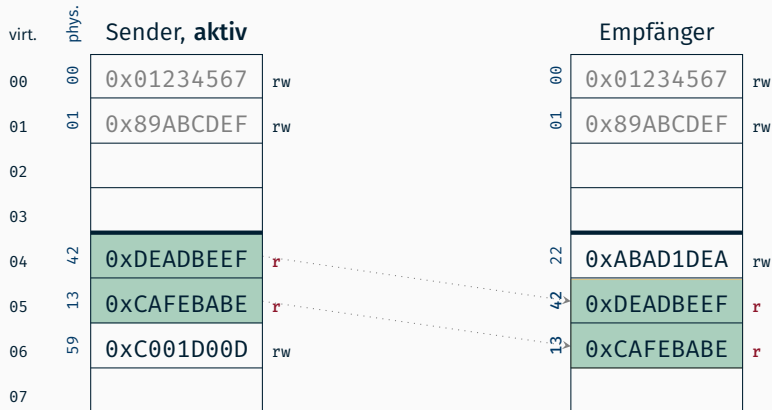 virt. phys. Sender, aktiv Empfänger
00 00 0x01234567 rw 00 0x01234567 rw
01 01 0x89ABCDEF rw 01 0x89ABCDEF rw
02
03
04 42 0xDEADBEEF r 22 0xABAD1DEA rw
05 13 0xCAFEBABE r 42 0xDEADBEEF r
06 59 0xC001D00D rw 13 0xCAFEBABE r
07